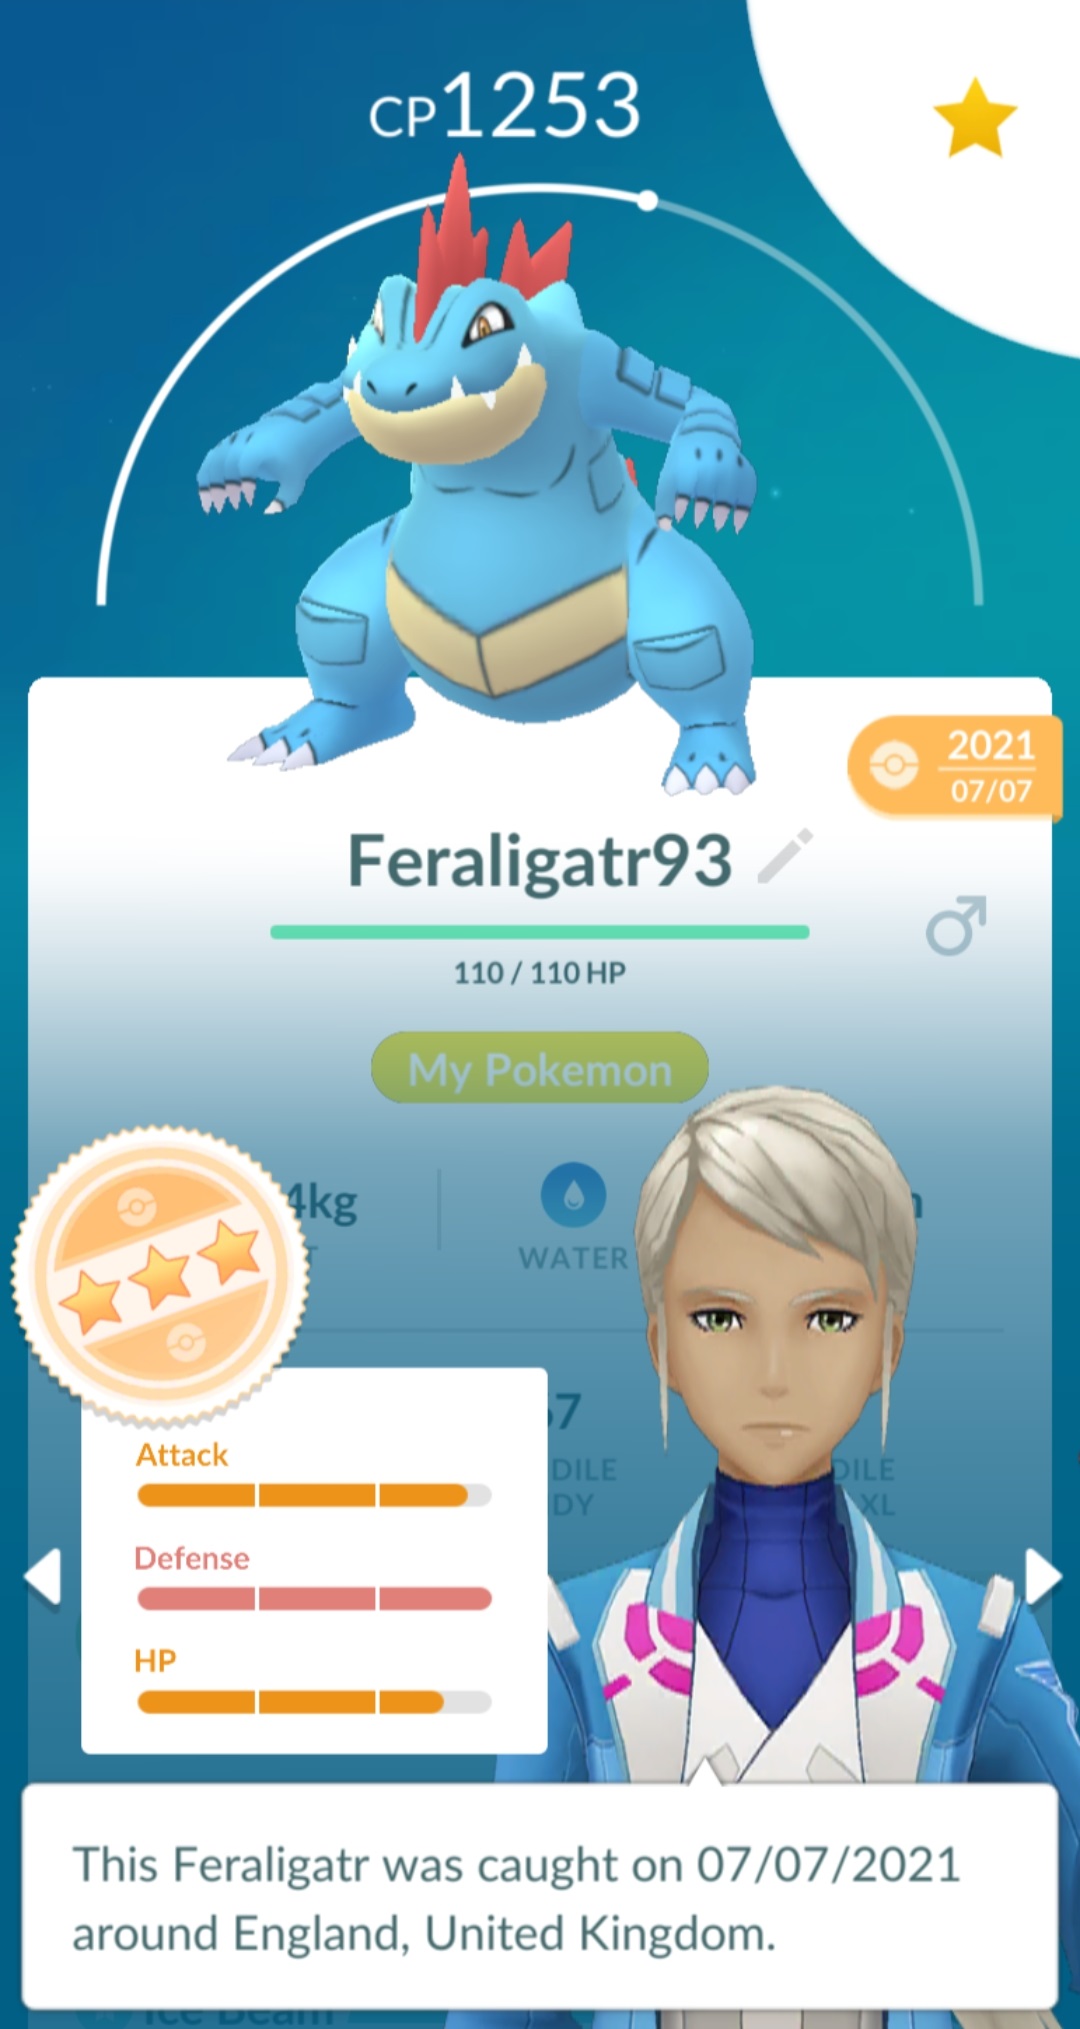 CP1253
2021
07/07
Feraligatr93
110 / 110 HP
My Pokemon
4kg
WATER
DILE
DILE
DY
XL
Attack
Defense
HP
This Feraligatr was caught on 07/07/2021
around England, United Kingdom.
Ice Beam